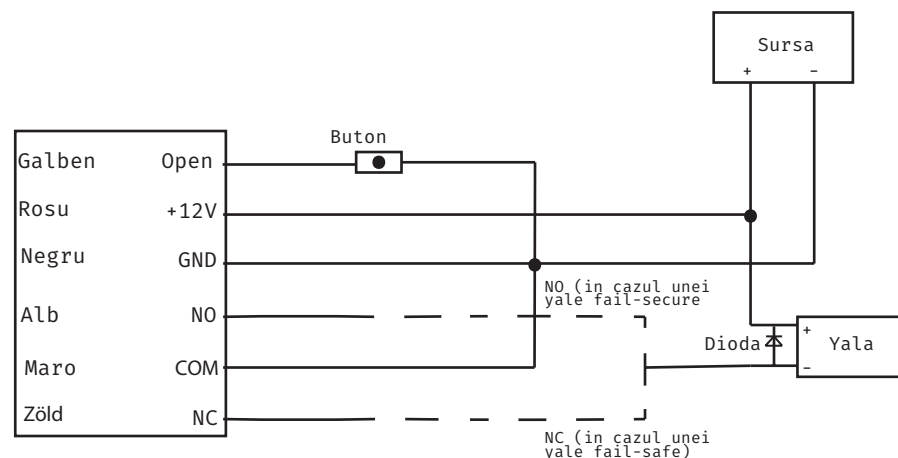 Sursa
+ -
Buton
Galben Open
Rosu +12V
Negru GND
NO (in cazul unei
yale fail-secure
Alb NO
Dioda
+
Yala
-
Maro COM
Zöld NC
NC (in cazul unei
yale fail-safe)